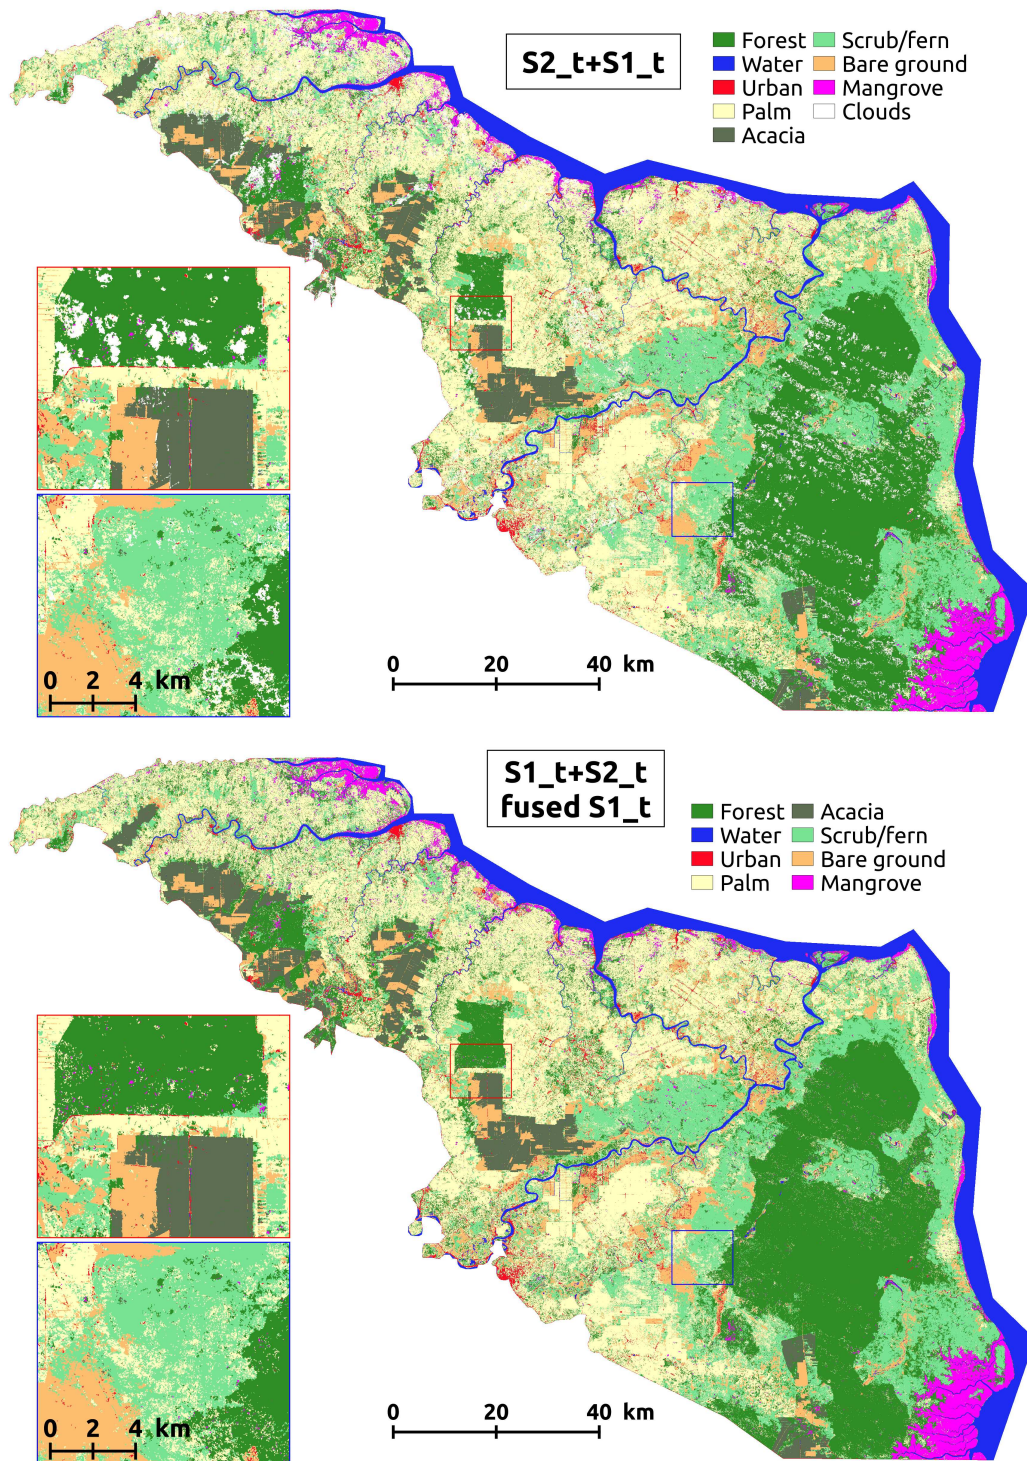 S2_t+S1_t
Forest
Water
Urban
Palm
Acacia
Scrub/fern
Bare ground
Mangrove
Clouds
0 2 4 km
0 20 40 km
S1_t+S2_t
fused S1_t
Forest
Water
Urban
Palm
Acacia
Scrub/fern
Bare ground
Mangrove
0 2 4 km
0 20 40 km